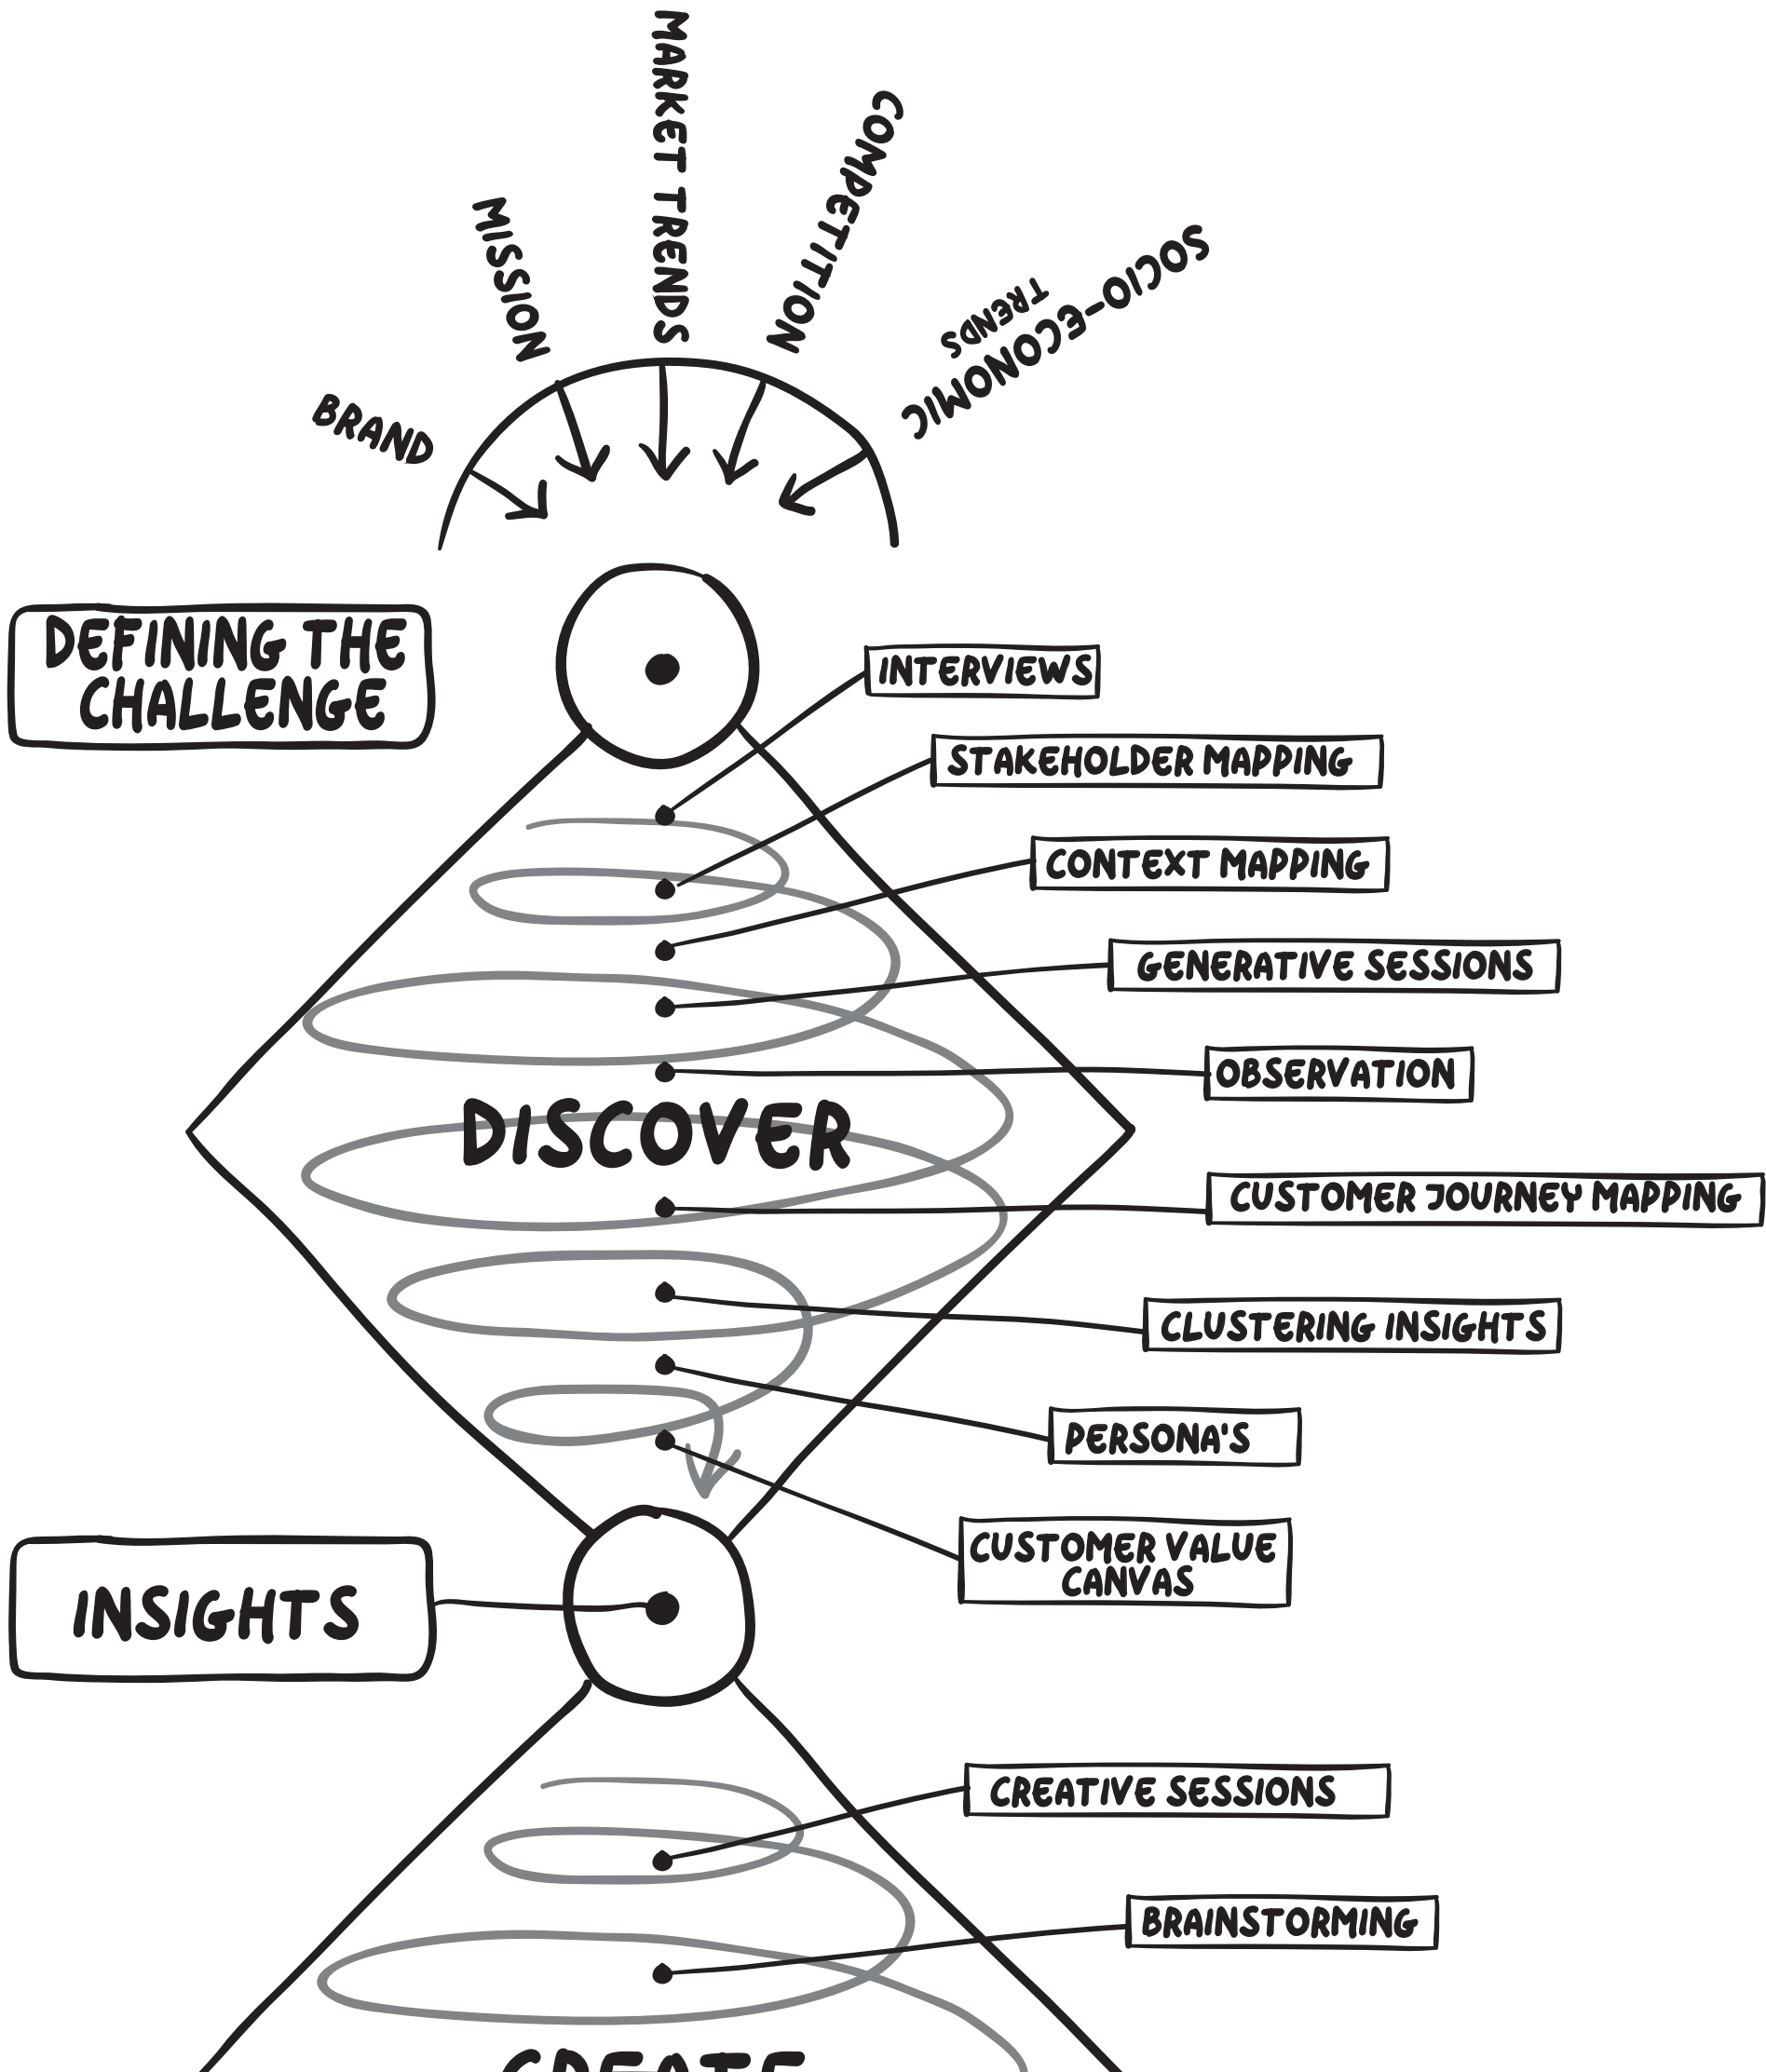 MARKET TRENDS
COMPETITION
MISSION
SOCIO-ECONOMIC
TRENDS
BRAND
DEFINING THE
CHALLENGE
INTERVIEWS
STAKEHOLDER MAPPING
CONTEXT MAPPING
GENERATIVE SESSIONS
OBSERVATION
DISCOVER
CUSTOMER JOURNEY MAPPING
CLUSTERING INSIGHTS
PERSONA'S
CUSTOMER VALUE
CANVAS
INSIGHTS
CREATIVE SESSIONS
BRAINSTORMING
CREATE